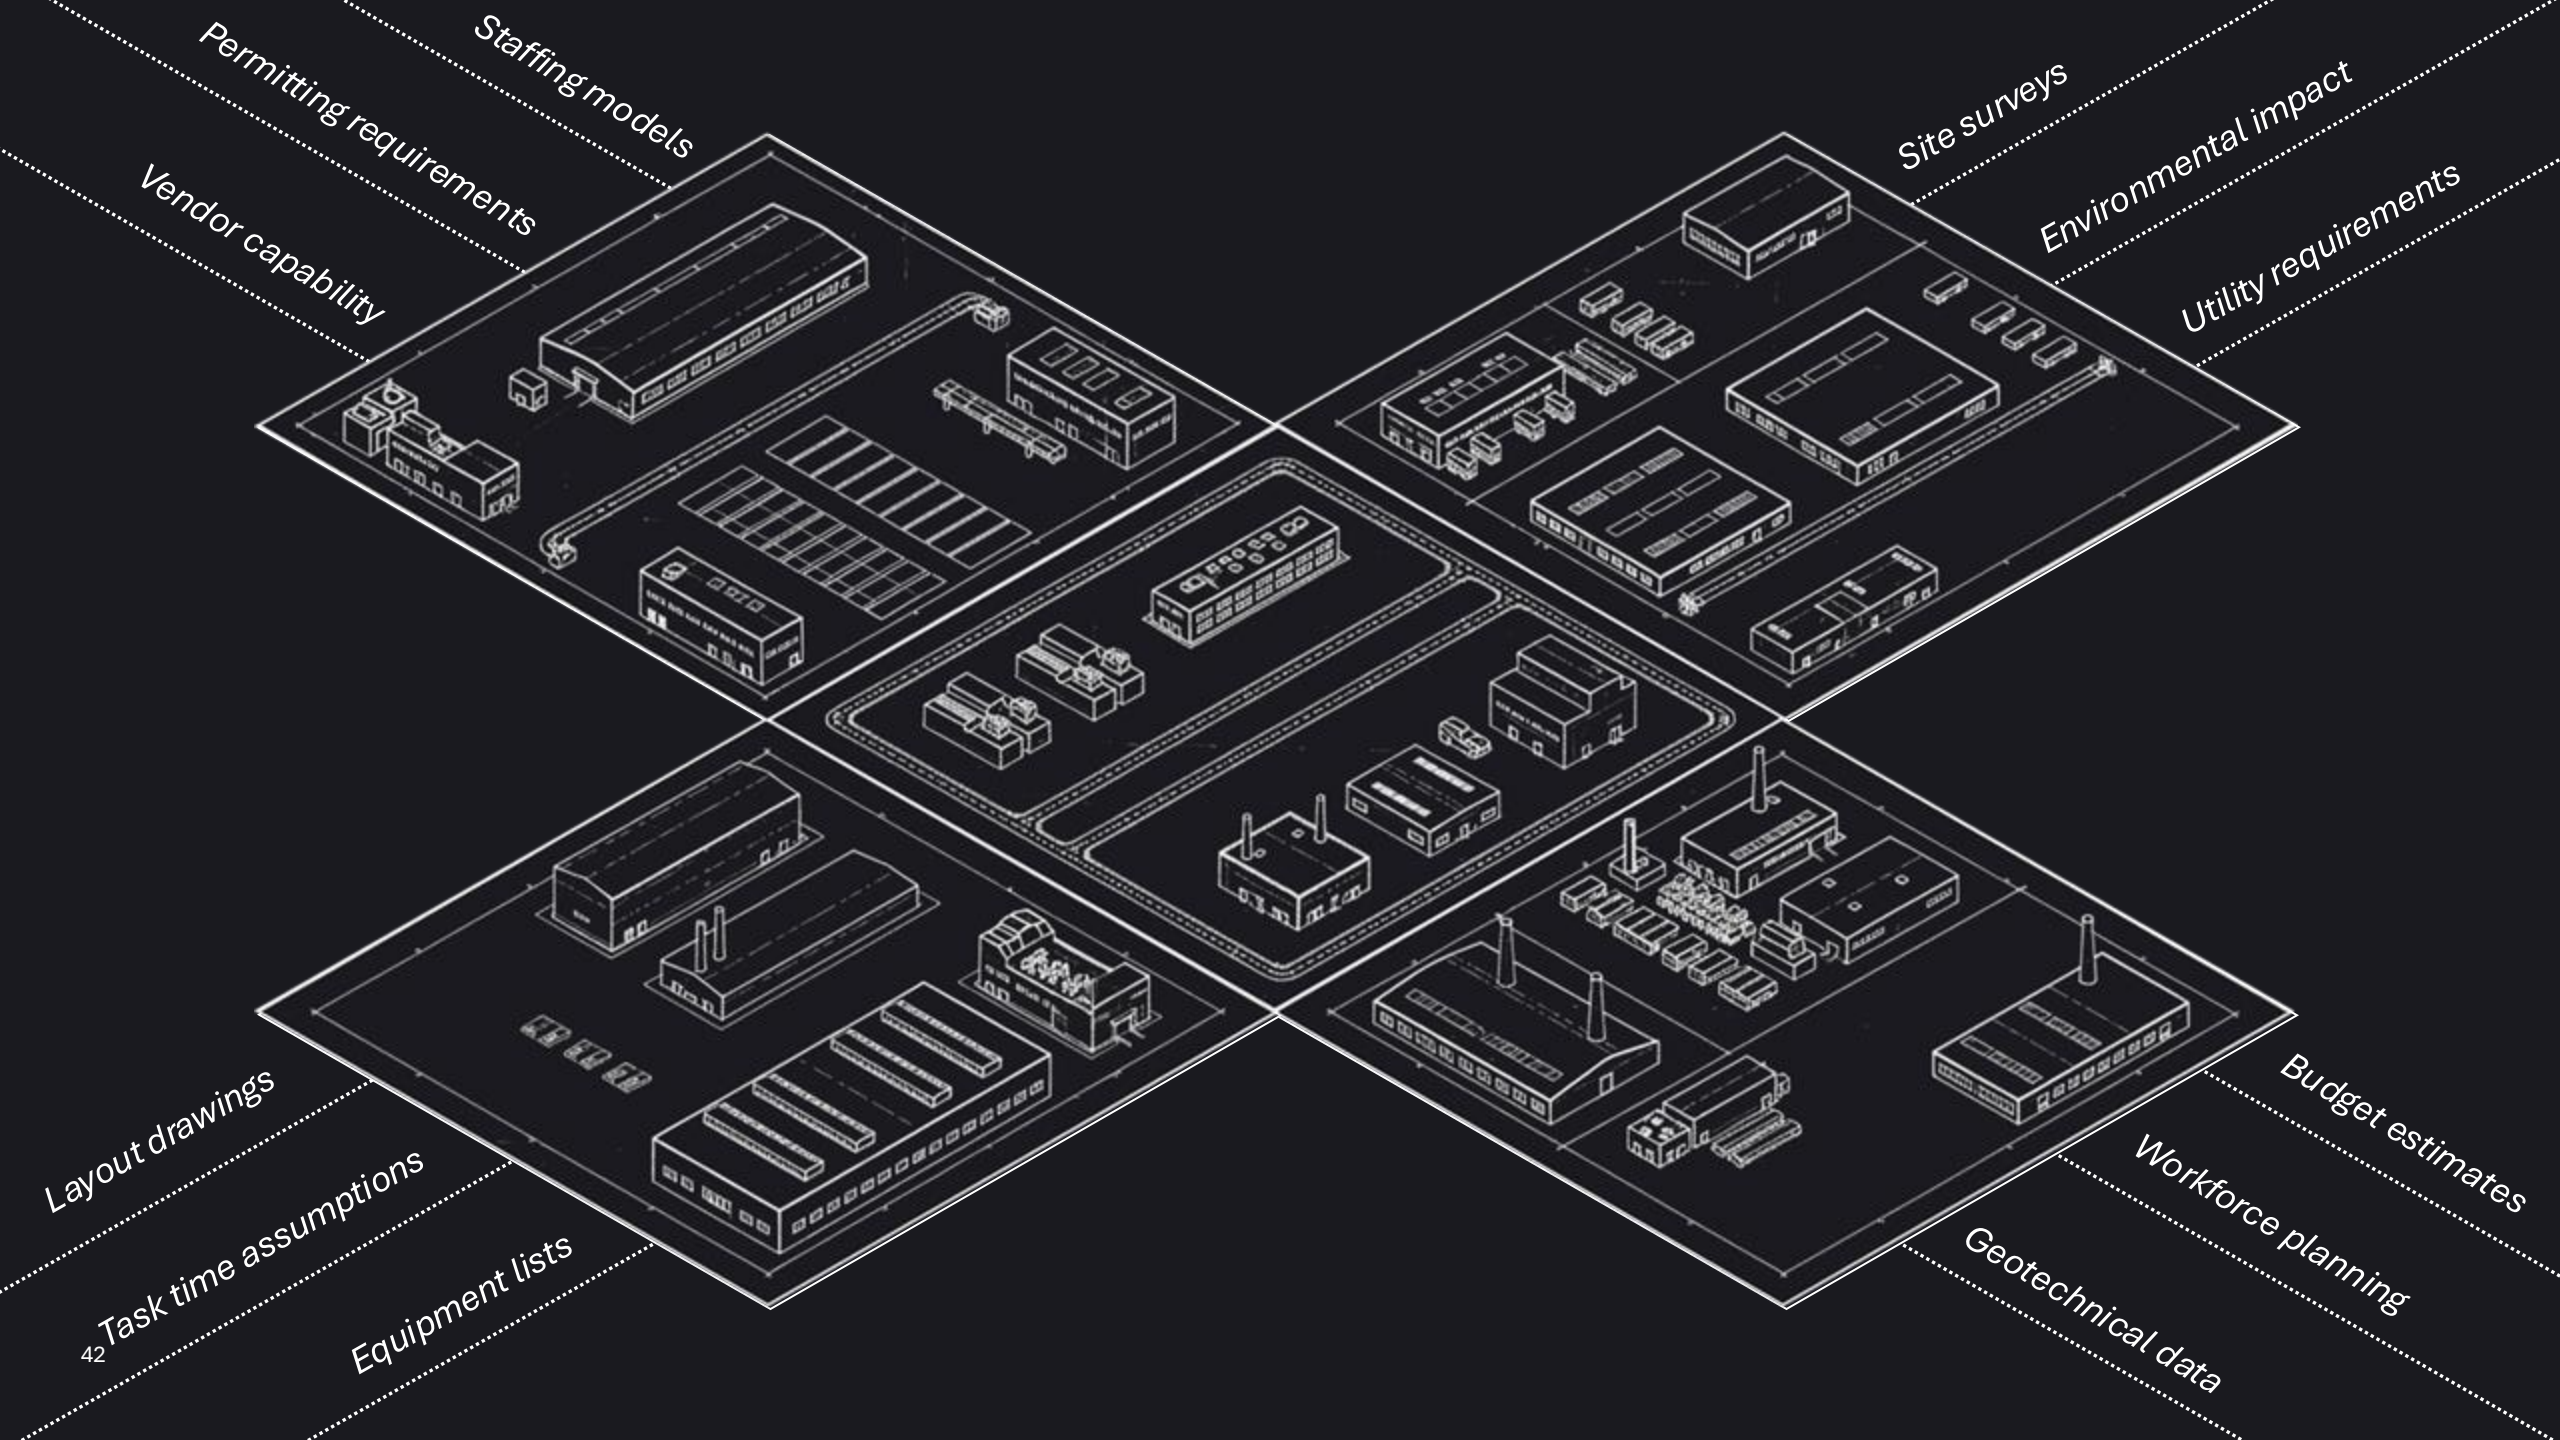 Staffing models
Permitting requirements
Vendor capability
Site surveys
Environmental impact
Utility requirements
Layout drawings
Task time assumptions
Equipment lists
Budget estimates
Workforce planning
Geotechnical data
42